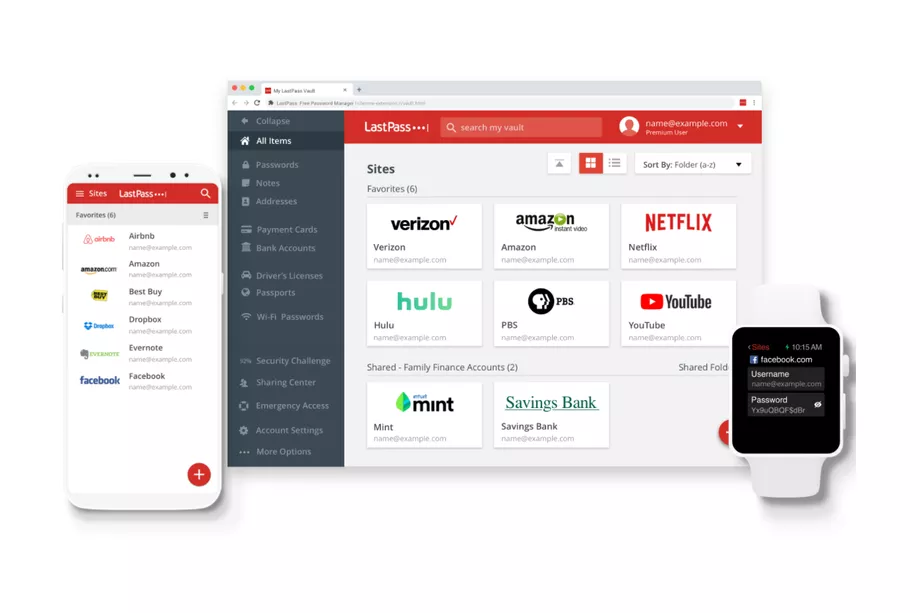 My LastPass Vault
LastPass: Free Password Manager
Collapse
All Items
Passwords
Notes
Addresses
Payment Cards
Bank Accounts
Driver's Licenses
Passports
Wi-Fi Passwords
Security Challenge
Sharing Center
Emergency Access
Account Settings
More Options
LastPass
search my vault
name@example.com
Premium User
Sites
Sort By: Folder (a-z)
Favorites (6)
verizon
Verizon
name@example.com
amazon
instant video
Amazon
name@example.com
NETFLIX
Netflix
name@example.com
hulu
Hulu
name@example.com
PBS
PBS
name@example.com
YouTube
YouTube
name@example.com
Shared - Family Finance Accounts (2)
Shared Fold
intuit
mint
Mint
name@example.com
Savings Bank
Savings Bank
name@example.com
Sites LastPass
Favorites (6)
airbnb
Airbnb
name@example.com
amazon.com
Amazon
name@example.com
BEST BUY
Best Buy
name@example.com
Dropbox
Dropbox
name@example.com
EVERNOTE
Evernote
name@example.com
facebook
Facebook
name@example.com
Sites 10:15 AM
facebook.com
Username
name@example.com
Password
Yx9uQBQF$dBr